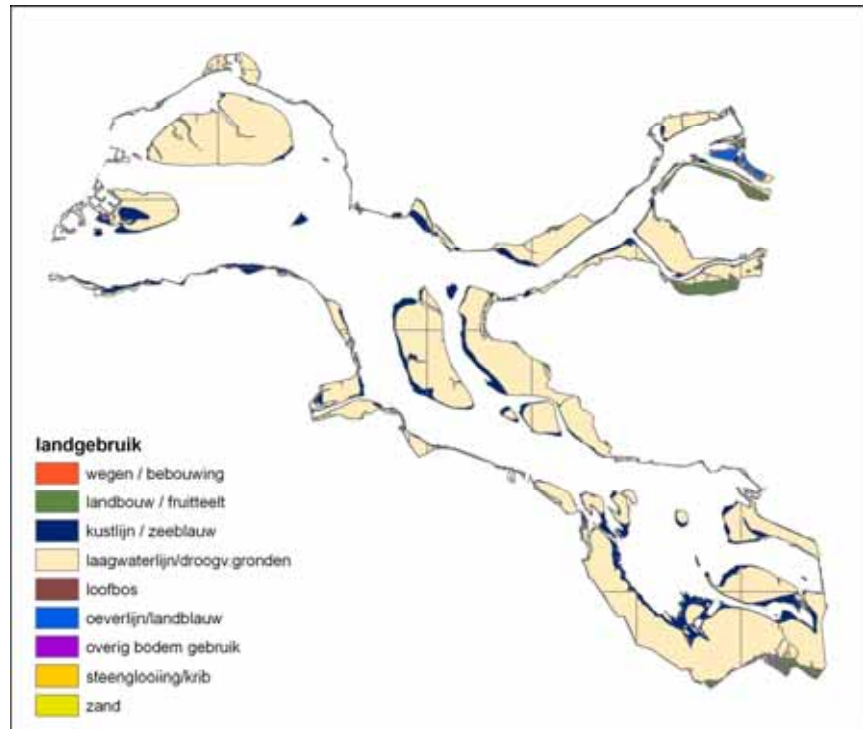 landgebruik
wegen / bebouwing
landbouw / fruitteelt
kustlijn / zeeblauw
laagwaterlijn/droogv.gronden
loofbos
oeverlijn/landblauw
overig bodem gebruik
steenglooiing/krib
zand